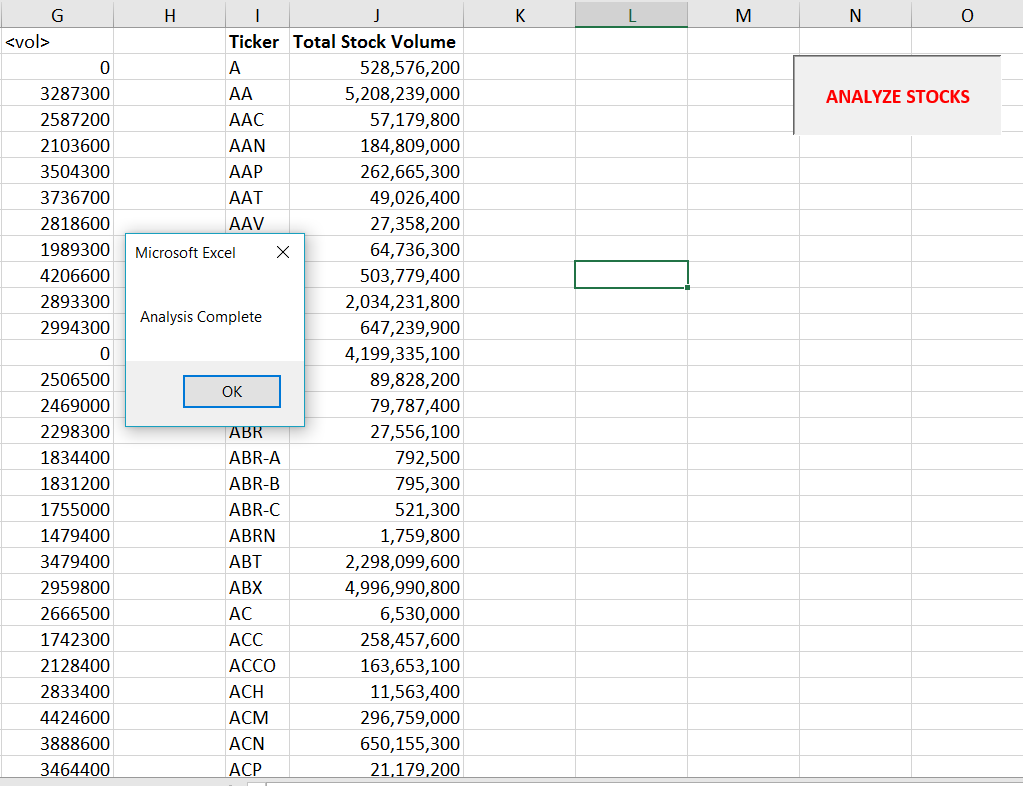 G H I J K L M N O
<vol> Ticker Total Stock Volume
0 A 528,576,200
3287300 AA 5,208,239,000 ANALYZE STOCKS
2587200 AAC 57,179,800
2103600 AAN 184,809,000
3504300 AAP 262,665,300
3736700 AAT 49,026,400
2818600 AAV 27,358,200
1989300 Microsoft Excel 64,736,300
4206600 503,779,400
2893300 2,034,231,800
2994300 Analysis Complete 647,239,900
0 4,199,335,100
2506500 OK 89,828,200
2469000 79,787,400
2298300 ABR 27,556,100
1834400 ABR-A 792,500
1831200 ABR-B 795,300
1755000 ABR-C 521,300
1479400 ABRN 1,759,800
3479400 ABT 2,298,099,600
2959800 ABX 4,996,990,800
2666500 AC 6,530,000
1742300 ACC 258,457,600
2128400 ACCO 163,653,100
2833400 ACH 11,563,400
4424600 ACM 296,759,000
3888600 ACN 650,155,300
3464400 ACP 21,179,200